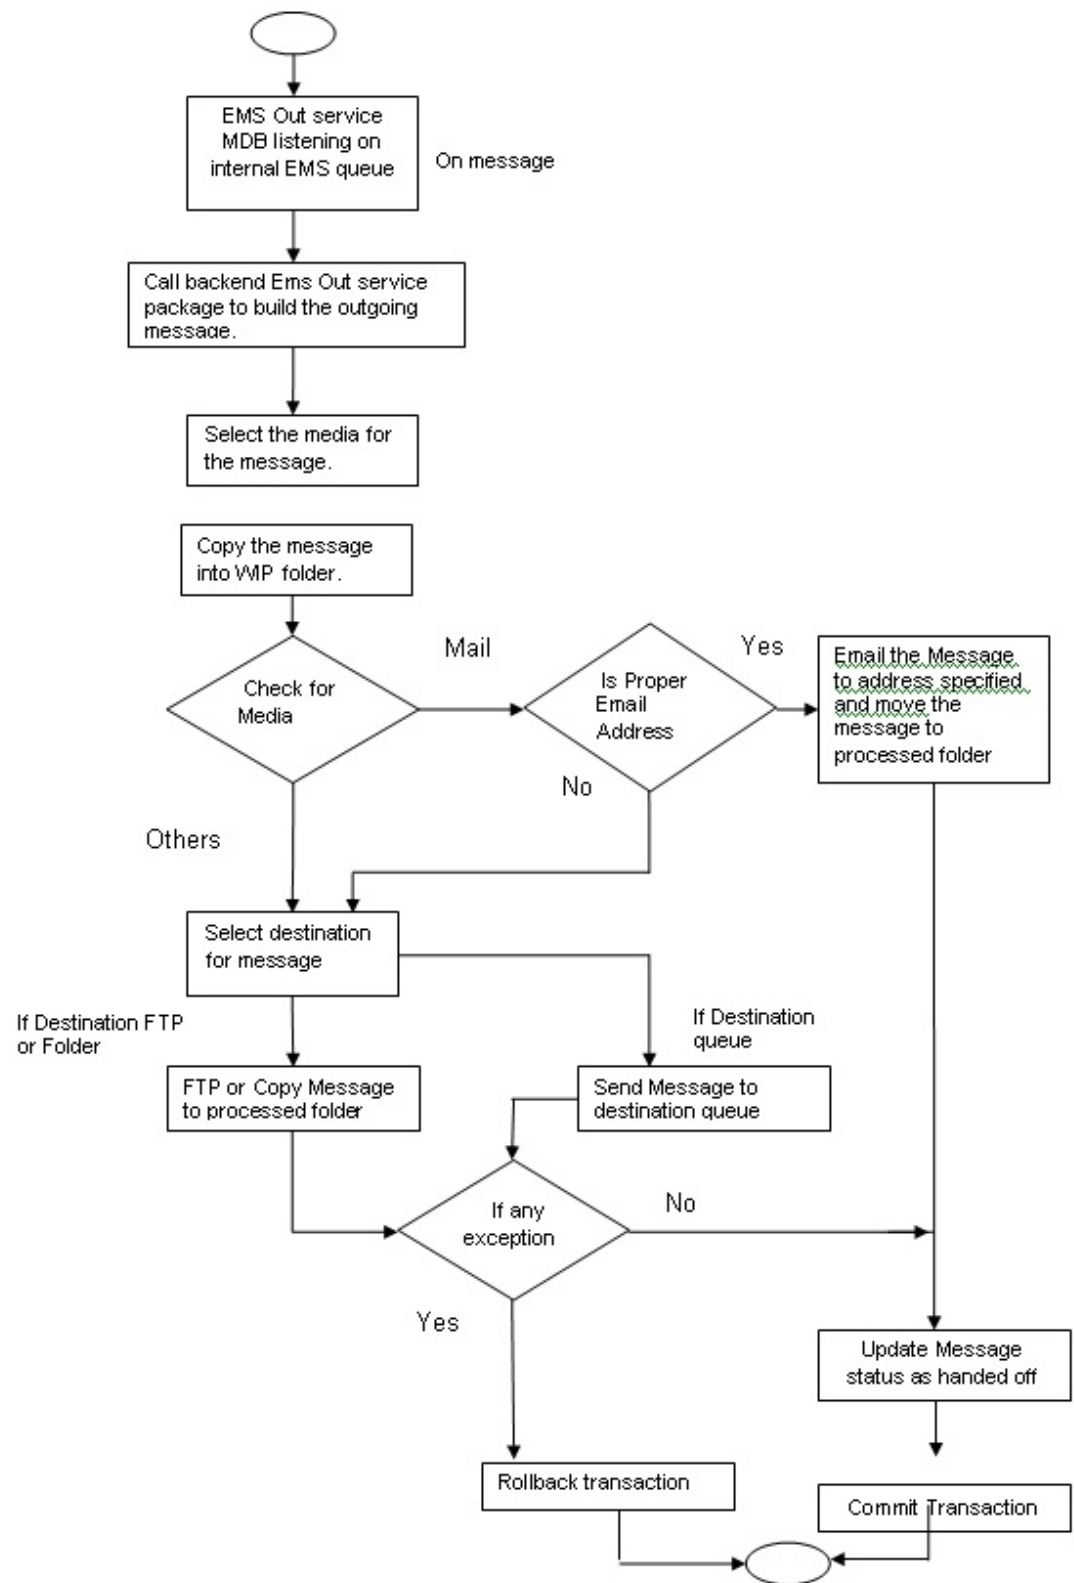 EMS Out service
MDB listening on
internal EMS queue
On message
Call backend Ems Out service
package to build the outgoing
message.
Select the media for
the message.
Copy the message
into WIP folder.
Check for
Media
Mail
Is Proper
Email
Address
Yes
Email the Message
to address specified
and move the
message to
processed folder
No
Others
Select destination
for message
If Destination FTP
or Folder
If Destination
queue
FTP or Copy Message
to processed folder
Send Message to
destination queue
If any
exception
No
Yes
Update Message
status as handed off
Rollback transaction
Commit Transaction